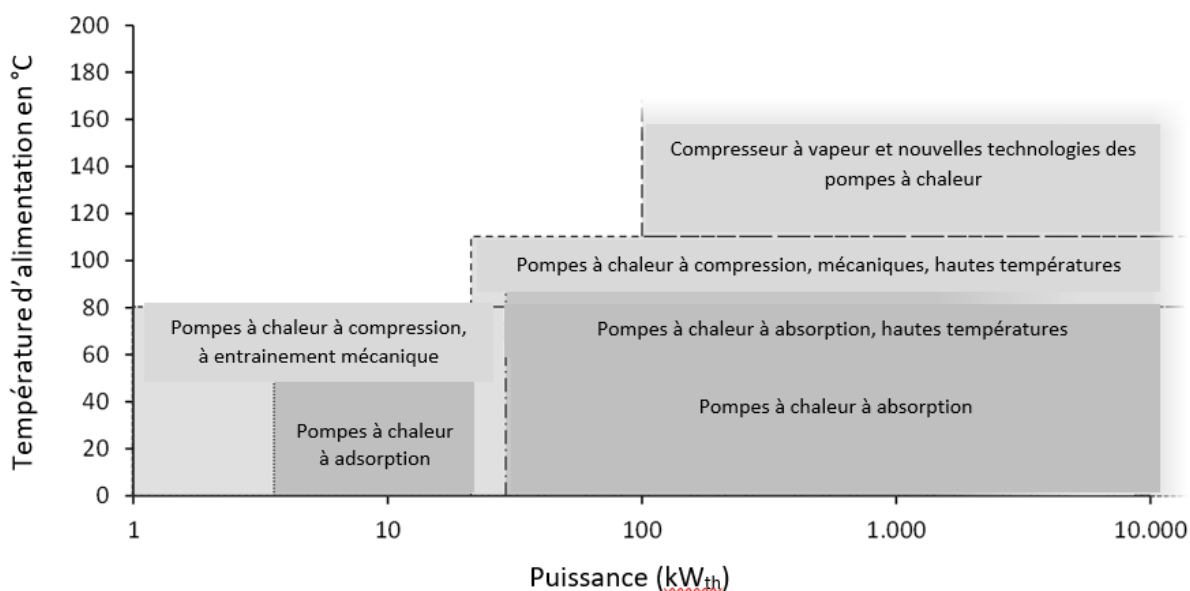 Température d’alimentation en °C
200
180
160
140
120
100
80
60
40
20
0
Compresseur à vapeur et nouvelles technologies des
pompes à chaleur
Pompes à chaleur à compression, mécaniques, hautes températures
Pompes à chaleur à compression,
à entrainement mécanique
Pompes à chaleur à absorption, hautes températures
Pompes à chaleur à absorption
Pompes à chaleur
à adsorption
1
10
100
1.000
10.000
Puissance (kWth)